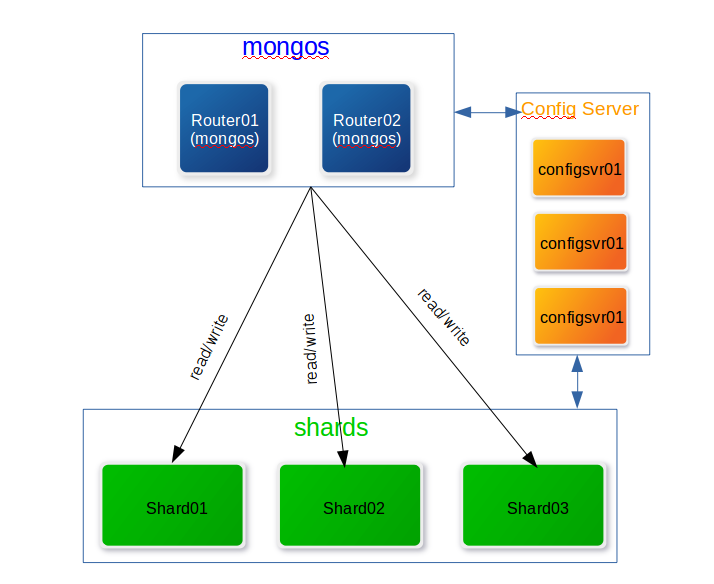 mongos
Router01
(mongos)
Router02
(mongos)
Config Server
configsvr01
configsvr01
configsvr01
read/write
read/write
read/write
shards
Shard01
Shard02
Shard03